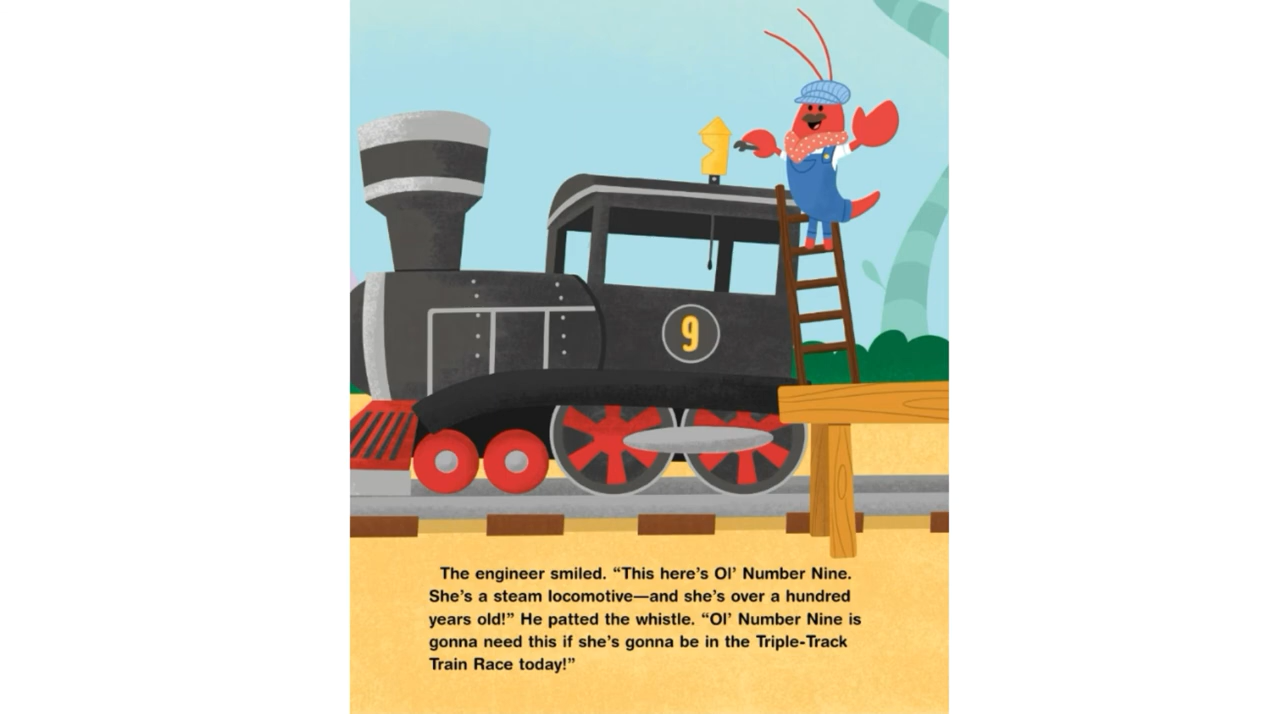 9
The engineer smiled. “This here’s Ol’ Number Nine.
She’s a steam locomotive—and she’s over a hundred
years old!” He patted the whistle. “Ol’ Number Nine is
gonna need this if she’s gonna be in the Triple-Track
Train Race today!”